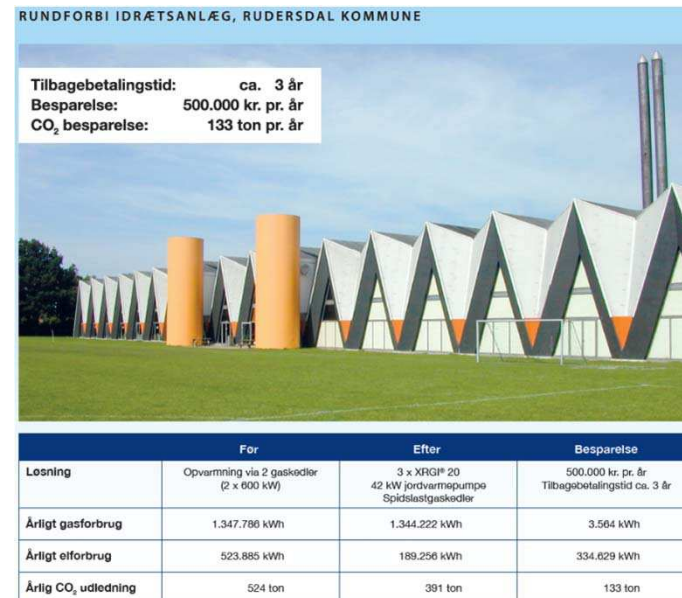 RUNDFORBI IDRÆTSANLÆG, RUDERSDAL KOMMUNE
Tilbagebetalingstid: ca. 3 år
Besparelse: 500.000 kr. pr. år
CO₂ besparelse: 133 ton pr. år
Før Efter Besparelse
Løsning Opvarmning via 2 gaskedler 3 x XRGI® 20 500.000 kr. pr. år
(2 x 600 kW) 42 kW jordvarmepumpe Tilbagebetalingstid ca. 3 år
Spidslastgaskedler
Årligt gasforbrug 1.347.786 kWh 1.344.222 kWh 3.564 kWh
Årligt elforbrug 523.885 kWh 189.256 kWh 334.629 kWh
Årlig CO₂ udledning 524 ton 391 ton 133 ton